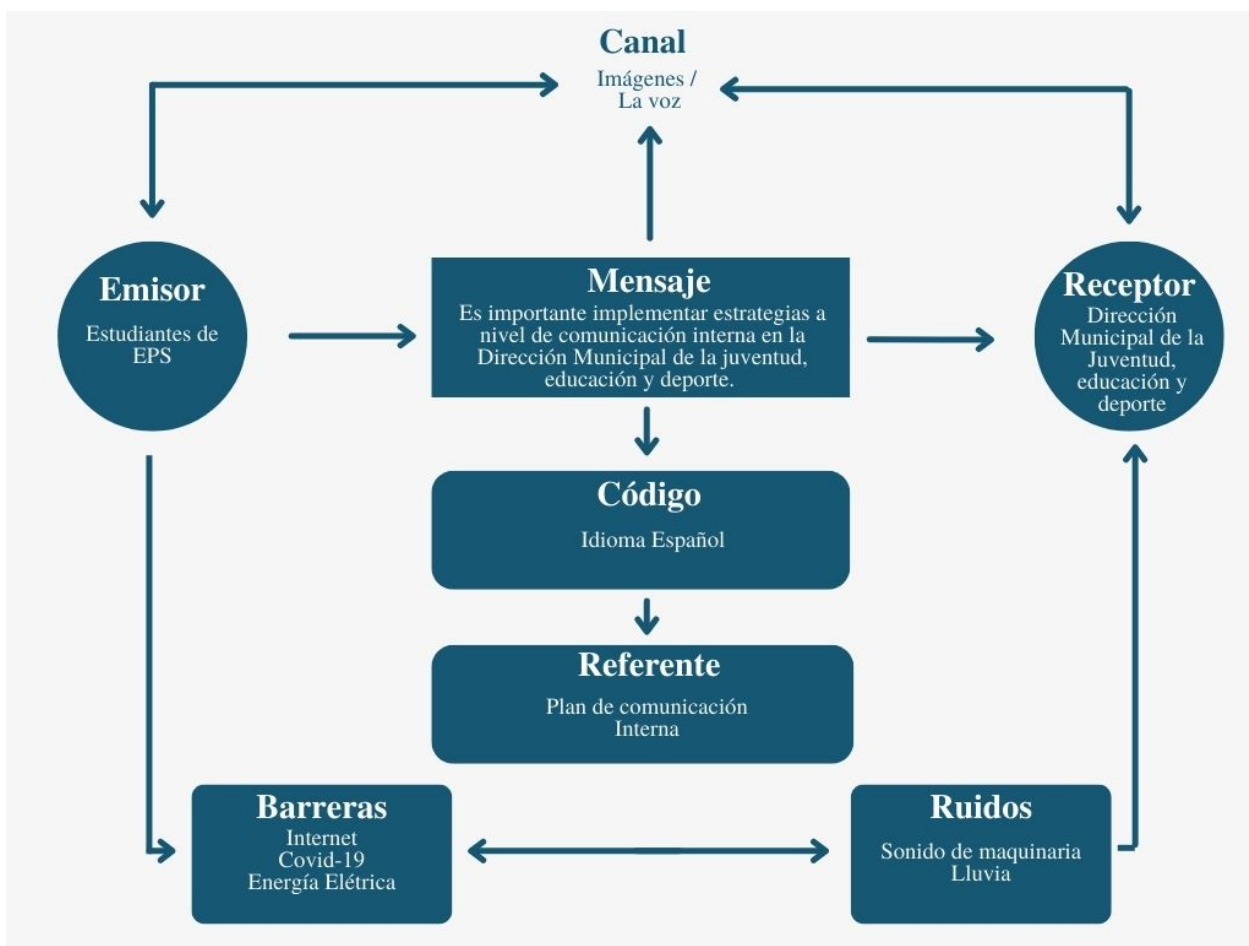 Canal
Imágenes /
La voz
Emisor
Estudiantes de
EPS
Mensaje
Es importante implementar estrategias a
nivel de comunicación interna en la
Dirección Municipal de la juventud,
educación y deporte.
Receptor
Dirección
Municipal de la
Juventud,
educación y
deporte
Código
Idioma Español
Referente
Plan de comunicación
Interna
Barreras
Internet
Covid-19
Energía Elétrica
Ruidos
Sonido de maquinaria
Lluvia